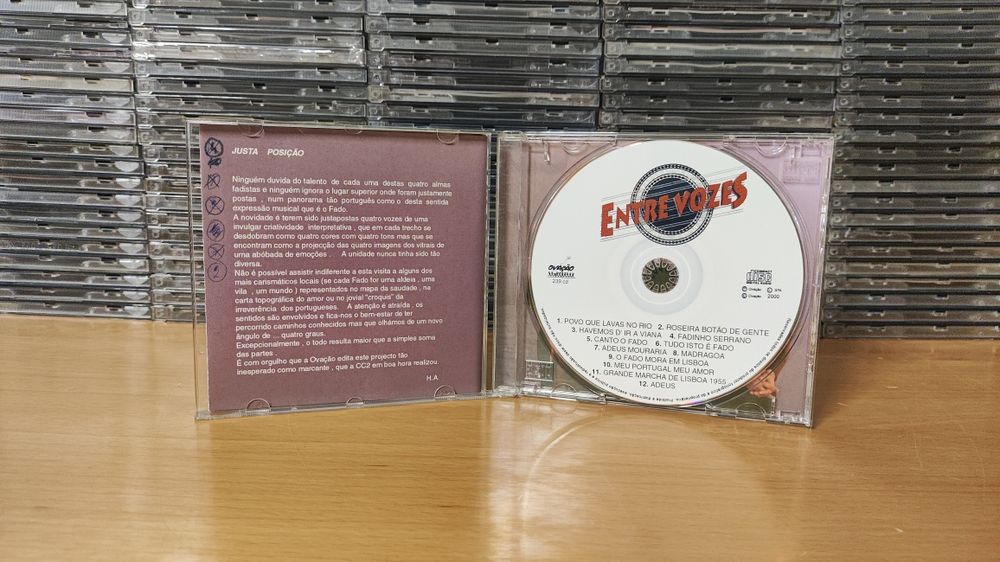 JUSTA POSIÇÃO
Ninguém duvida do talento de cada uma destas quatro almas
fadistas e ninguém ignora o lugar superior onde foram justamente
postas , num panorama tão português como o desta sentida
expressão musical que é o Fado.
A novidade é terem sido justapostas quatro vozes de uma
invulgar criatividade interpretativa , que em cada trecho se
desdobram como quatro cores com quatro tons mas que se
encontram como a projecção das quatro imagens dos vitrais de
uma abóbada de emoções . A unidade nunca tinha sido tão
diversa.
Não é possível assistir indiferente a esta visita a alguns dos
mais carismáticos locais (se cada Fado for uma aldeia , uma
vila , um mundo ) representados no mapa da saudade , na
carta topográfica do amor ou no jovial "croquis" da
irreverência dos portugueses. A atenção é atraída , os
sentidos são envolvidos e fica-nos o bem-estar de ter
percorrido caminhos conhecidos mas que olhámos de um novo
ângulo de ... quatro graus.
Excepcionalmente , o todo resulta maior que a simples soma
das partes .
É com orgulho que a Ovação edita este projecto tão
inesperado como marcante , que a CC2 em boa hora realizou.
H.A
ENTRE VOZES
OVAÇÃO
239 CD
COMPACT
disc
DIGITAL AUDIO
Ovação
SPA
Ovação
2000
1. POVO QUE LAVAS NO RIO 2. ROSEIRA BOTÃO DE GENTE
3. HAVEMOS D' IR A VIANA 4. FADINHO SERRANO
5. CANTO O FADO 6. TUDO ISTO É FADO
7. ADEUS MOURARIA 8. MADRAGOA
9. O FADO MORA EM LISBOA
10. MEU PORTUGAL MEU AMOR
11. GRANDE MARCHA DE LISBOA 1955
12. ADEUS